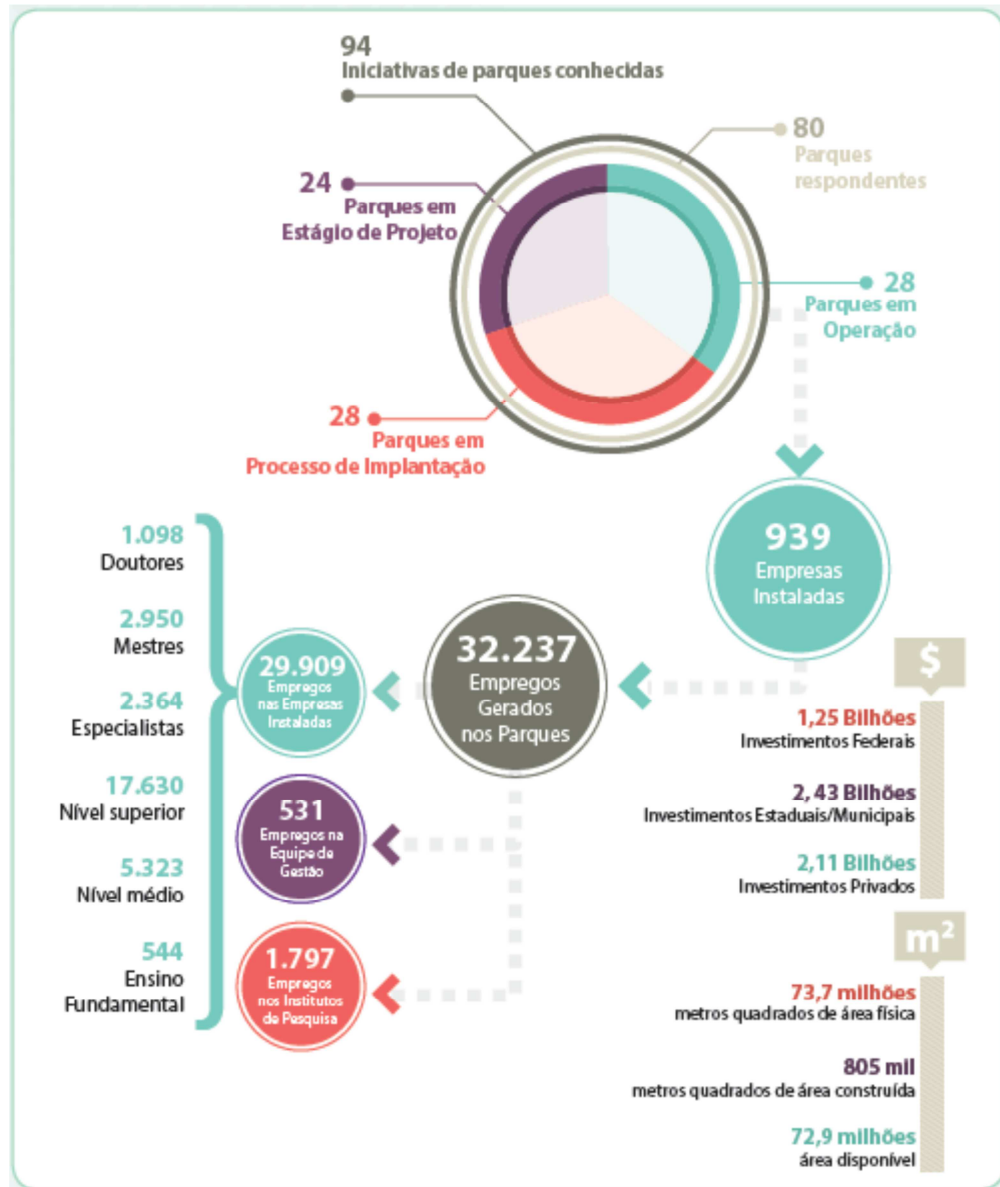 94
Iniciativas de parques conhecidas
80
Parques
respondentes
24
Parques em
Estágio de Projeto
28
Parques em
Operação
28
Parques em
Processo de Implantação
939
Empresas
Instaladas
32.237
Empregos
Gerados
nos Parques
29.909
Empregos
nas Empresas
Instaladas
531
Empregos na
Equipe de
Gestão
1.797
Empregos
nos Institutos
de Pesquisa
1.098
Doutores
2.950
Mestres
2.364
Especialistas
17.630
Nível superior
5.323
Nível médio
544
Ensino
Fundamental
$
1,25 Bilhões
Investimentos Federais
2, 43 Bilhões
Investimentos Estaduais/Municipais
2,11 Bilhões
Investimentos Privados
m²
73,7 milhões
metros quadrados de área física
805 mil
metros quadrados de área construída
72,9 milhões
área disponível